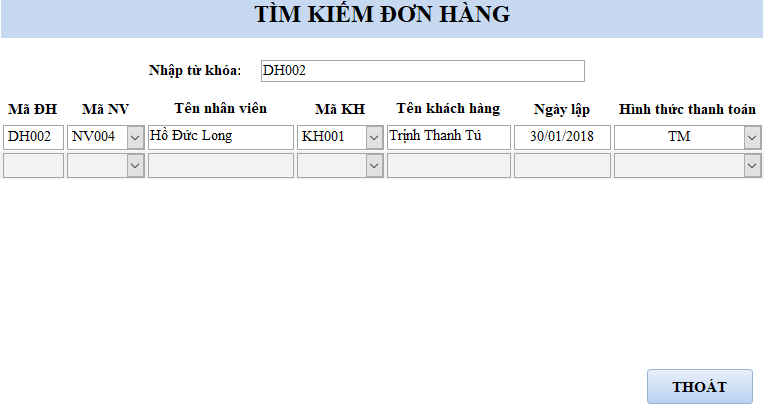 TÌM KIẾM ĐƠN HÀNG
Nhập từ khóa: DH002
Mã ĐH Mã NV Tên nhân viên Mã KH Tên khách hàng Ngày lập Hình thức thanh toán
DH002 NV004 Hồ Đức Long KH001 Trịnh Thanh Tú 30/01/2018 TM
THOÁT